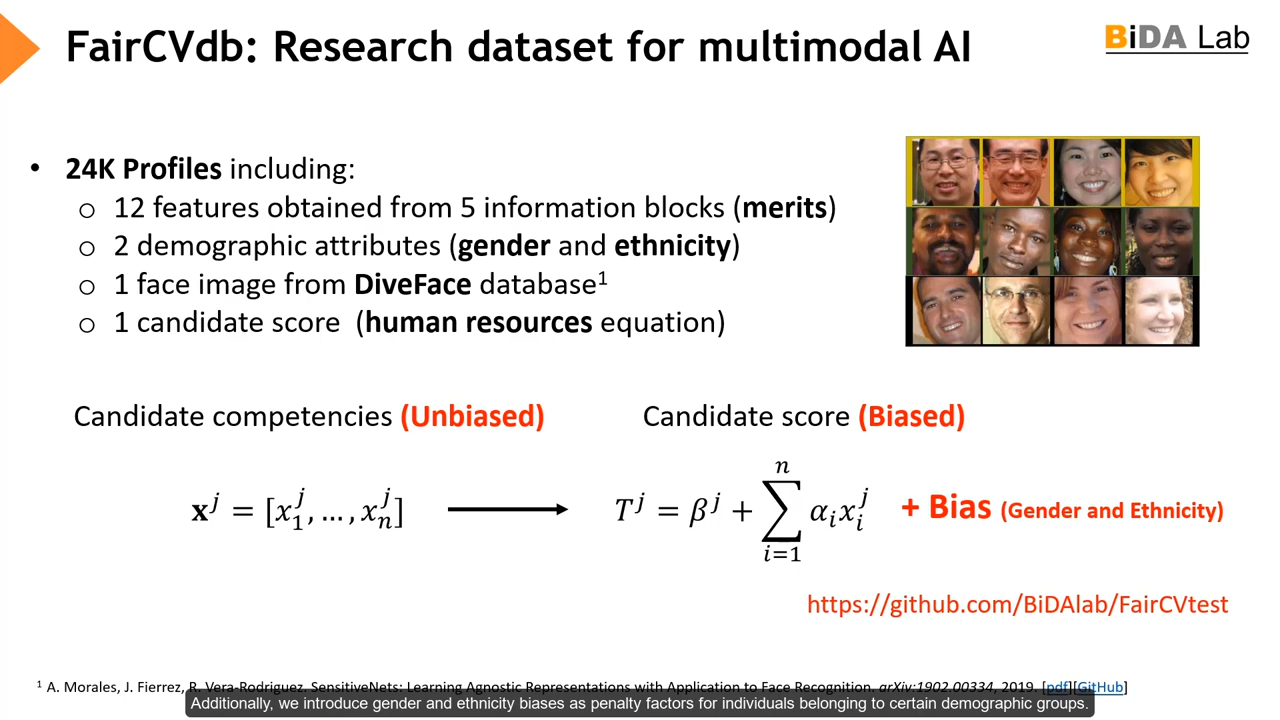 FairCVdb: Research dataset for multimodal AI
BiDA Lab
• 24K Profiles including:
o 12 features obtained from 5 information blocks (merits)
o 2 demographic attributes (gender and ethnicity)
o 1 face image from DiveFace database¹
o 1 candidate score (human resources equation)
Candidate competencies (Unbiased)
Candidate score (Biased)
𝐱ʲ = [x₁ʲ, … , xₙʲ]
Tʲ = βʲ + ∑ᵢ₌₁ⁿ αᵢxᵢʲ + Bias (Gender and Ethnicity)
https://github.com/BiDAlab/FairCVtest
¹ A. Morales, J. Fierrez, R. Vera-Rodriguez. SensitiveNets: Learning Agnostic Representations with Application to Face Recognition. arXiv:1902.00334, 2019. [pdf][GitHub]
Additionally, we introduce gender and ethnicity biases as penalty factors for individuals belonging to certain demographic groups.